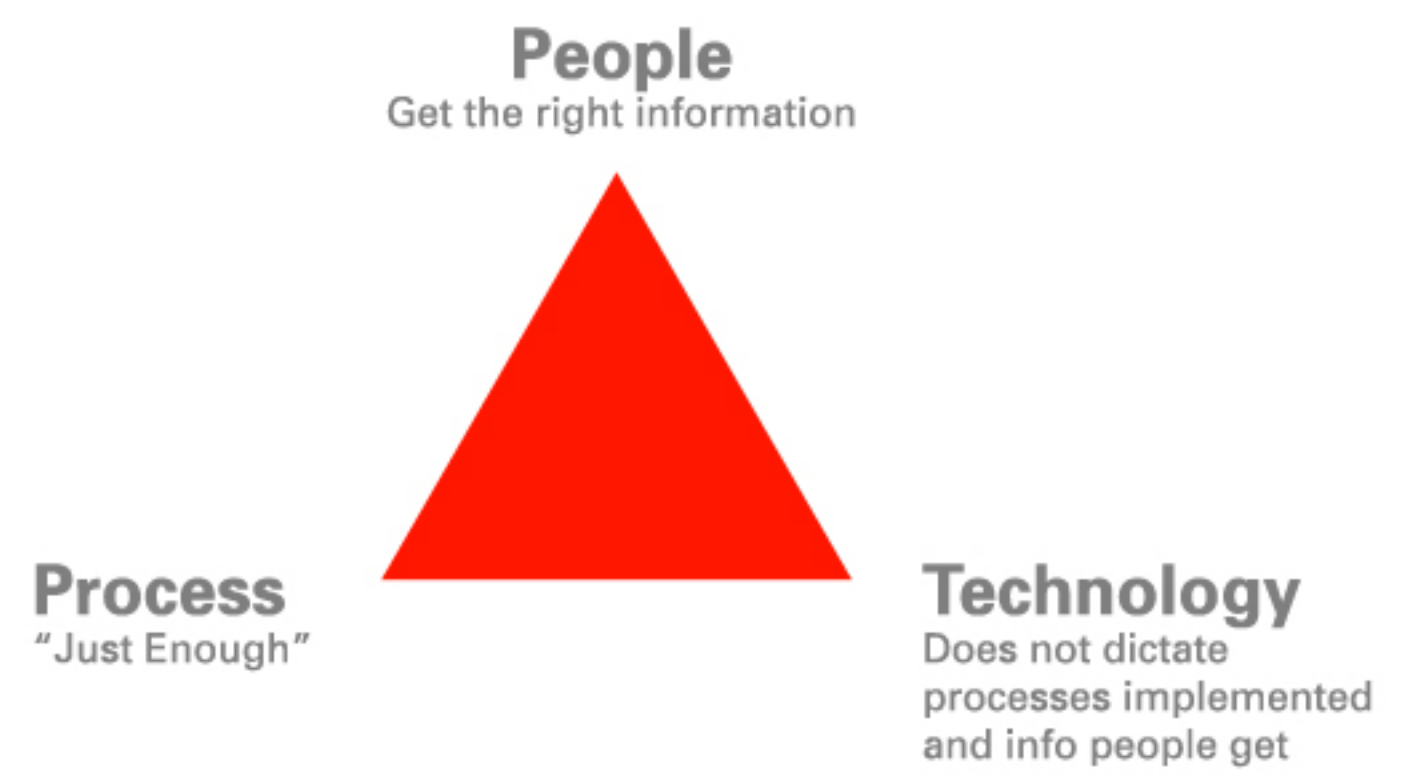 People
Get the right information
Process
“Just Enough”
Technology
Does not dictate
processes implemented
and info people get